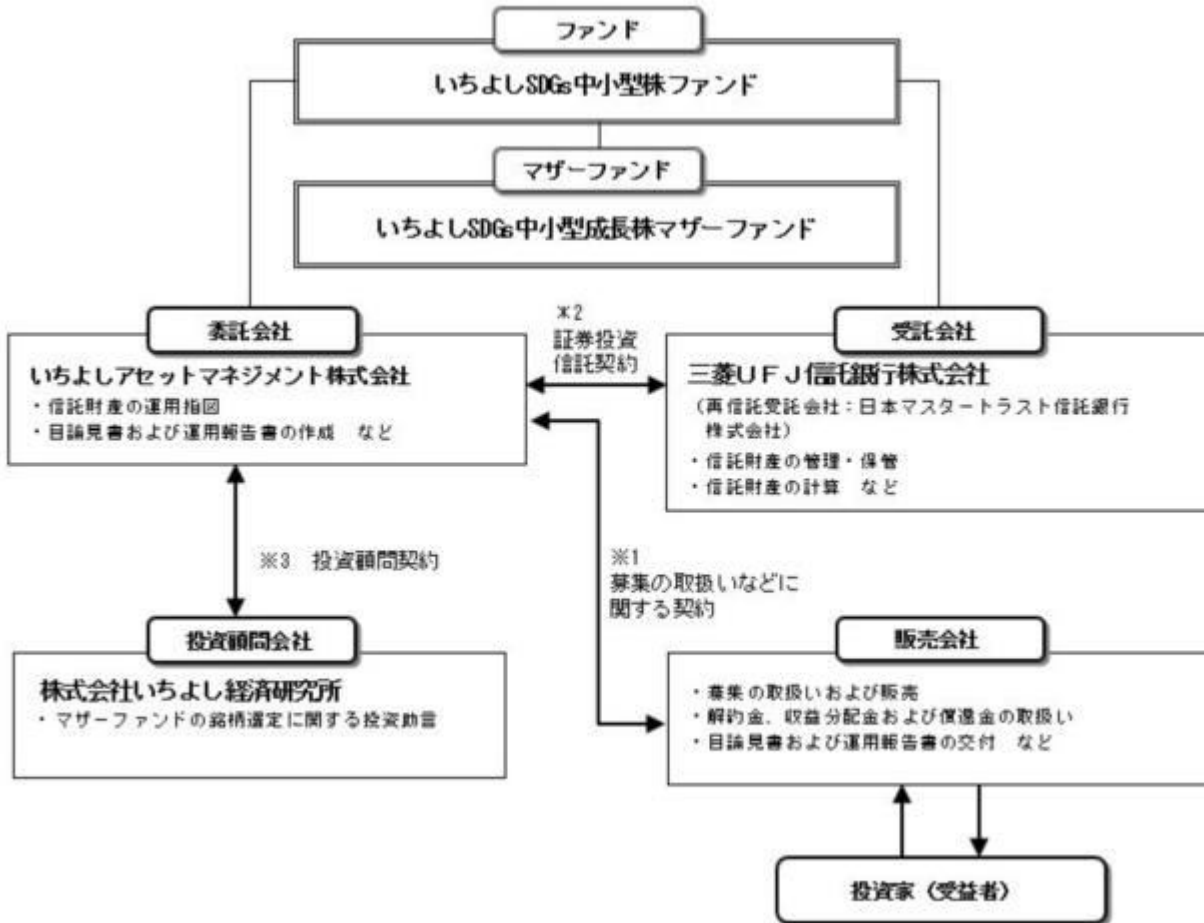 ファンド
いちよしSDGs中小型株ファンド
マザーファンド
いちよしSDGs中小型成長株マザーファンド
委託会社
いちよしアセットマネジメント株式会社
・信託財産の運用指図
・目論見書および運用報告書の作成　など
※2
証券投資
信託契約
受託会社
三菱ＵＦＪ信託銀行株式会社
（再信託受託会社：日本マスタートラスト信託銀行
株式会社）
・信託財産の管理・保管
・信託財産の計算　など
※3　投資顧問契約
※1
募集の取扱いなどに
関する契約
投資顧問会社
株式会社いちよし経済研究所
・マザーファンドの銘柄選定に関する投資助言
販売会社
・募集の取扱いおよび販売
・解約金、収益分配金および償還金の取扱い
・目論見書および運用報告書の交付　など
投資家（受益者）